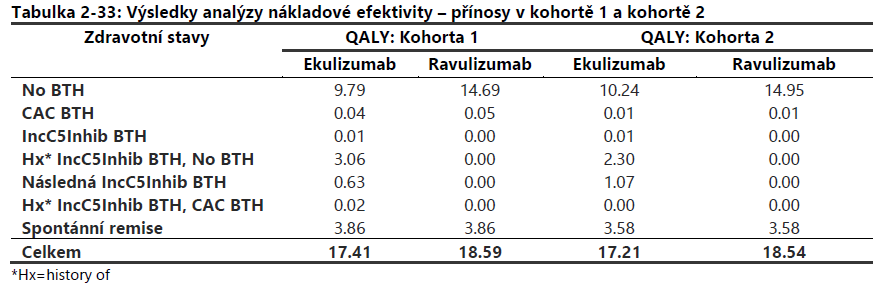 Tabulka 2-33: Výsledky analýzy nákladové efektivity – přínosy v kohortě 1 a kohortě 2
Zdravotní stavy QALY: Kohorta 1 QALY: Kohorta 2
Ekulizumab Ravulizumab Ekulizumab Ravulizumab
No BTH 9.79 14.69 10.24 14.95
CAC BTH 0.04 0.05 0.01 0.01
IncC5Inhib BTH 0.01 0.00 0.01 0.00
Hx* IncC5Inhib BTH, No BTH 3.06 0.00 2.30 0.00
Následná IncC5Inhib BTH 0.63 0.00 1.07 0.00
Hx* IncC5Inhib BTH, CAC BTH 0.02 0.00 0.00 0.00
Spontánní remise 3.86 3.86 3.58 3.58
Celkem 17.41 18.59 17.21 18.54
*Hx=history of